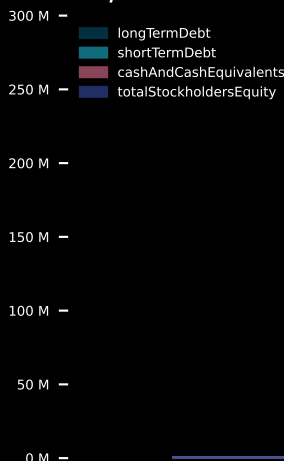 300 M
longTermDebt
shortTermDebt
cashAndCashEquivalents
250 M
totalStockholdersEquity
200 M
150 M
100 M
50 M
0 M